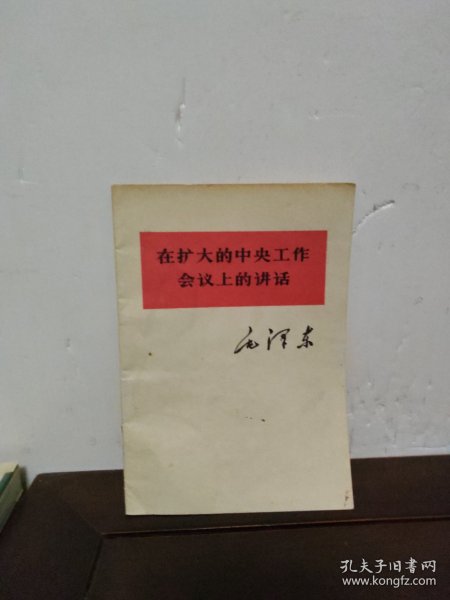 在扩大的中央工作
会议上的讲话
毛泽东
孔夫子旧书网
www.kongfz.com